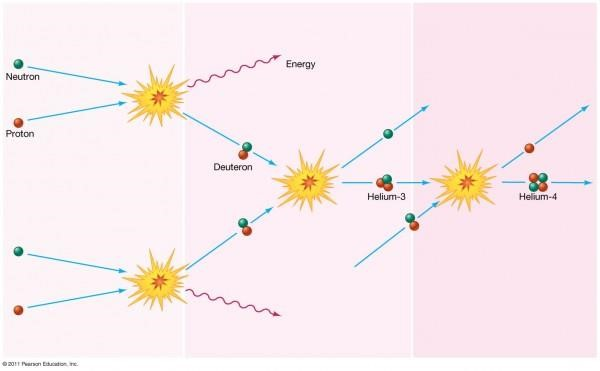 Energy
Neutron
Proton
Deuteron
Helium-3
Helium-4
© 2011 Pearson Education, Inc.